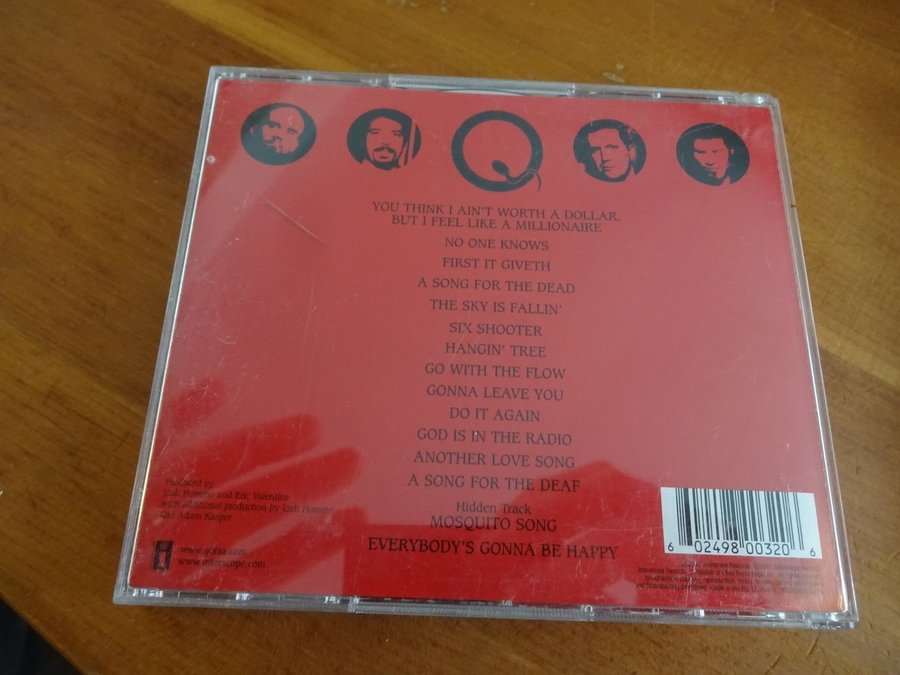 YOU THINK I AIN'T WORTH A DOLLAR,
BUT I FEEL LIKE A MILLIONAIRE
NO ONE KNOWS
FIRST IT GIVETH
A SONG FOR THE DEAD
THE SKY IS FALLIN'
SIX SHOOTER
HANGIN' TREE
GO WITH THE FLOW
GONNA LEAVE YOU
DO IT AGAIN
GOD IS IN THE RADIO
ANOTHER LOVE SONG
A SONG FOR THE DEAF
Hidden Track
MOSQUITO SONG
EVERYBODY'S GONNA BE HAPPY
Produced by
Josh Homme and Eric Valentine
with additional production by Josh Homme
and Adam Kasper
www.qotsa.com
www.interscope.com
6 02498 00320 6